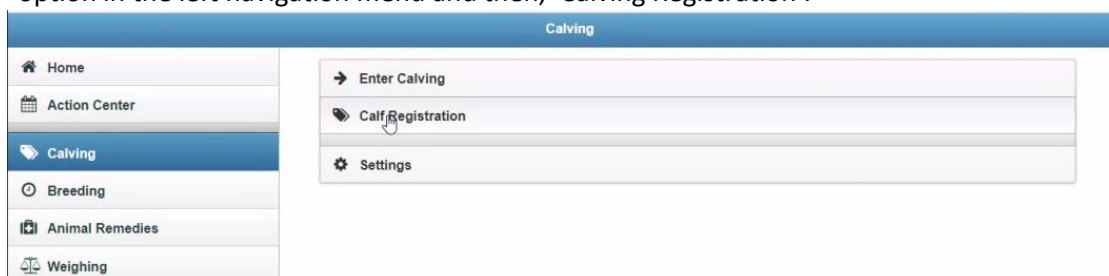 option in the left navigation menu and then, "Calving Registration".
Calving
Home
Action Center
Calving
Breeding
Animal Remedies
Weighing
Enter Calving
Calf Registration
Settings